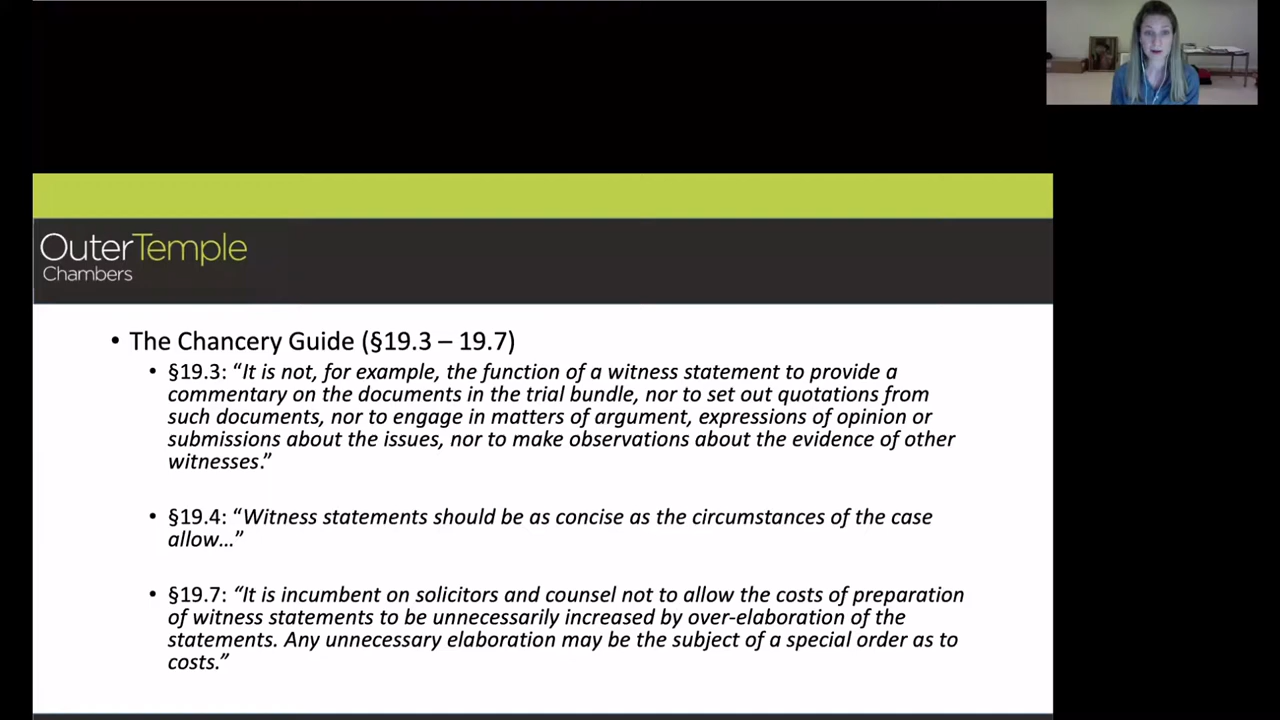 OuterTemple
Chambers
• The Chancery Guide (§19.3 – 19.7)
• §19.3: “It is not, for example, the function of a witness statement to provide a
commentary on the documents in the trial bundle, nor to set out quotations from
such documents, nor to engage in matters of argument, expressions of opinion or
submissions about the issues, nor to make observations about the evidence of other
witnesses.”
• §19.4: “Witness statements should be as concise as the circumstances of the case
allow…”
• §19.7: “It is incumbent on solicitors and counsel not to allow the costs of preparation
of witness statements to be unnecessarily increased by over-elaboration of the
statements. Any unnecessary elaboration may be the subject of a special order as to
costs.”